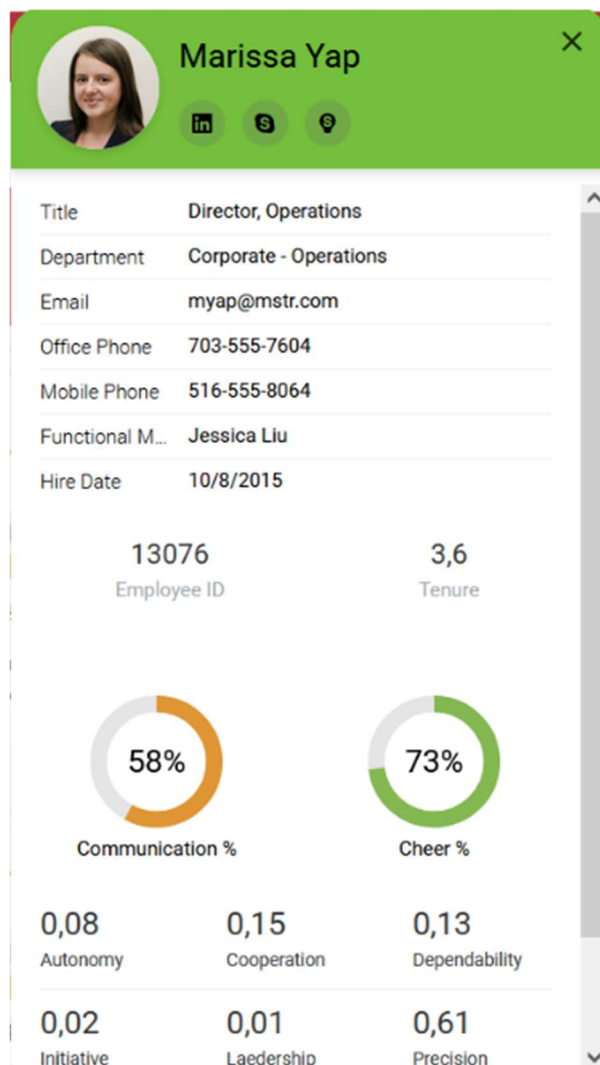 Marissa Yap
Title Director, Operations
Department Corporate - Operations
Email myap@mstr.com
Office Phone 703-555-7604
Mobile Phone 516-555-8064
Functional M... Jessica Liu
Hire Date 10/8/2015
13076 3,6
Employee ID Tenure
58% 73%
Communication % Cheer %
0,08 0,15 0,13
Autonomy Cooperation Dependability
0,02 0,01 0,61
Initiative Laedership Precision